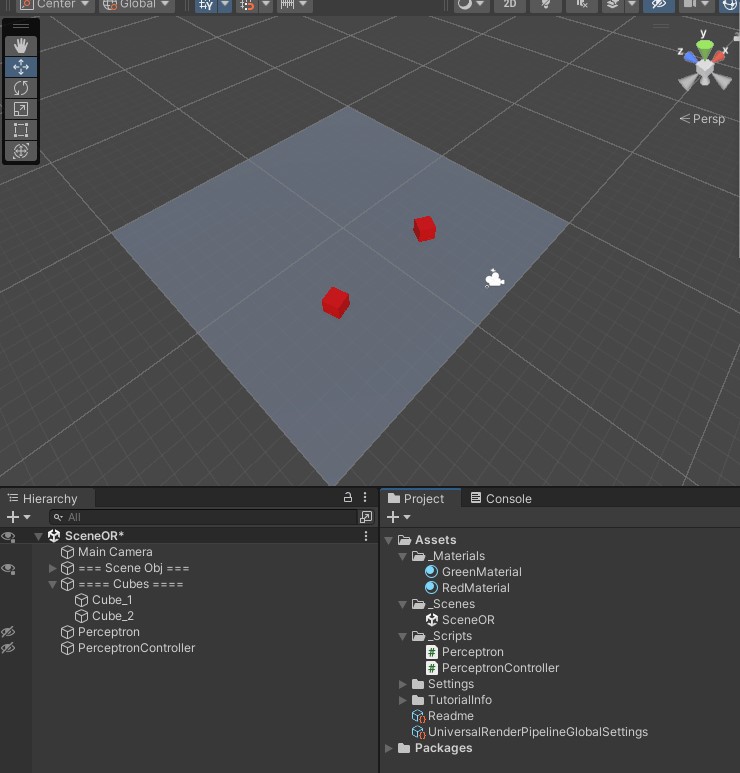 Center Global 2D
y
z x
Persp
Hierarchy
All
SceneOR*
Main Camera
=== Scene Obj ===
==== Cubes ====
Cube_1
Cube_2
Perceptron
PerceptronController
Project Console
Assets
_Materials
GreenMaterial
RedMaterial
_Scenes
SceneOR
_Scripts
# Perceptron
# PerceptronController
Settings
TutorialInfo
Readme
UniversalRenderPipelineGlobalSettings
Packages